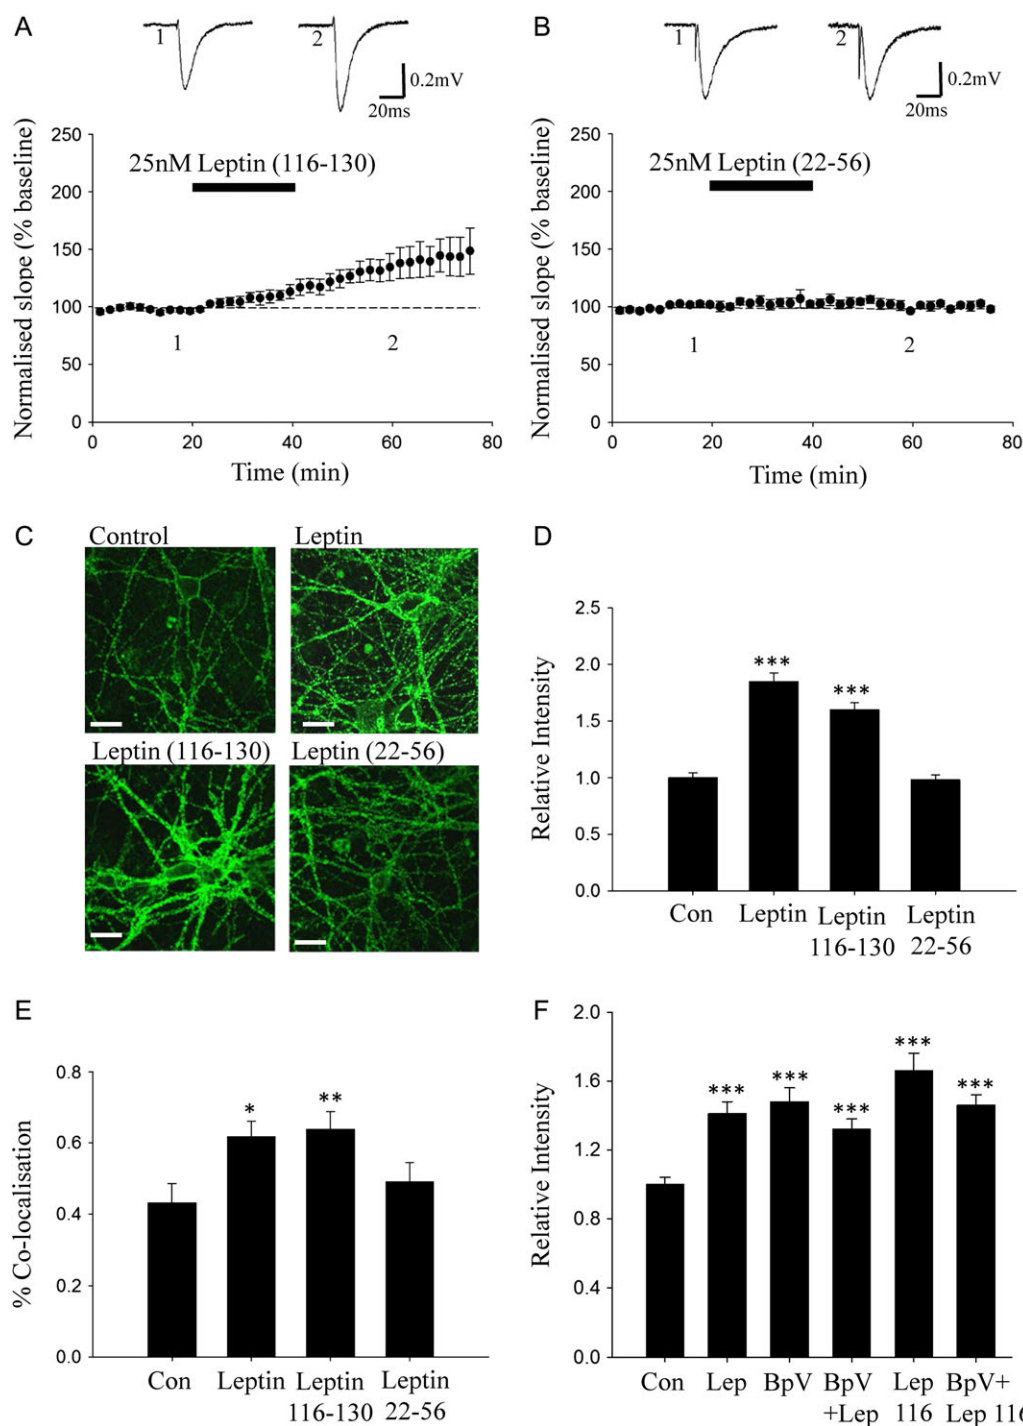 A
1
2
0.2mV
20ms
Normalised slope (% baseline)
250
200
150
100
50
0
25nM Leptin (116-130)
1
2
0
20
40
60
80
Time (min)
B
1
2
0.2mV
20ms
Normalised slope (% baseline)
250
200
150
100
50
0
25nM Leptin (22-56)
1
2
0
20
40
60
80
Time (min)
C
Control
Leptin
Leptin (116-130)
Leptin (22-56)
D
Relative Intensity
2.5
2.0
1.5
1.0
0.5
0.0
***
***
Con
Leptin
Leptin
116-130
Leptin
22-56
E
% Co-localisation
0.8
0.6
0.4
0.2
0.0
*
**
Con
Leptin
Leptin
116-130
Leptin
22-56
F
Relative Intensity
2.0
1.6
1.2
0.8
0.4
0.0
***
***
***
***
***
Con
Lep
BpV
BpV
+Lep
Lep
116
BpV+
Lep 116